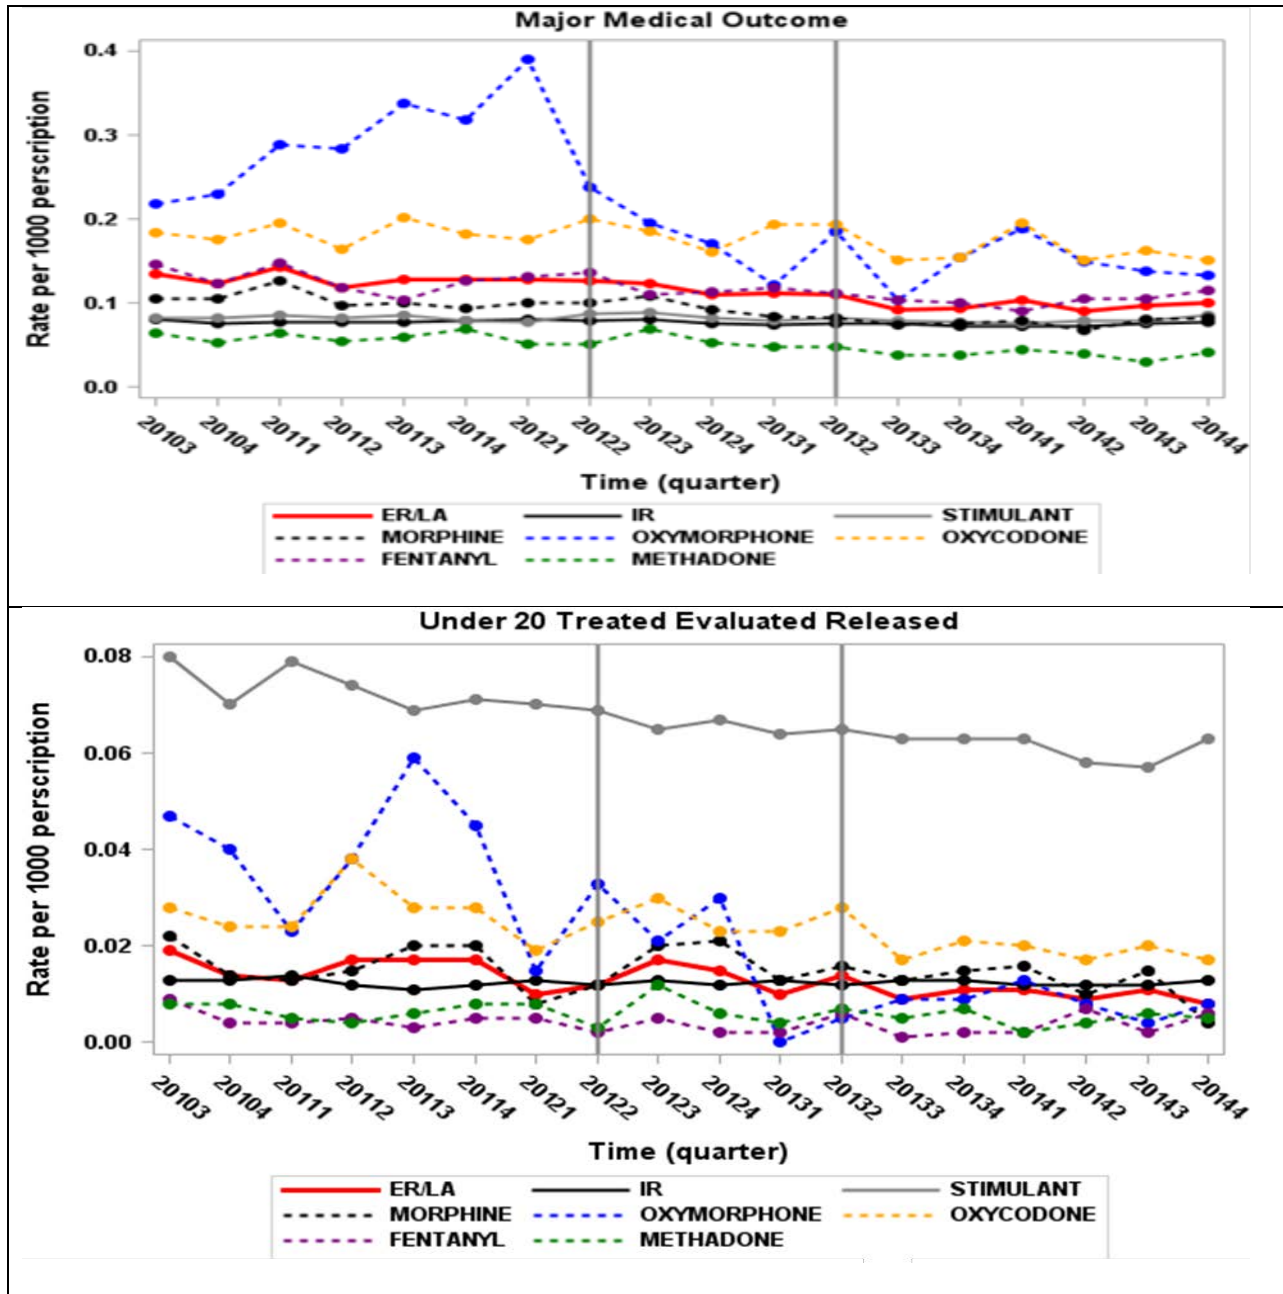 Major Medical Outcome
Rate per 1000 perscription
0.4
0.3
0.2
0.1
0.0
20103 20104 20111 20112 20113 20114 20121 20122 20123 20124 20131 20132 20133 20134 20141 20142 20143 20144
Time (quarter)
ER/LA IR STIMULANT
MORPHINE OXYMORPHONE OXYCODONE
FENTANYL METHADONE
Under 20 Treated Evaluated Released
Rate per 1000 perscription
0.08
0.06
0.04
0.02
0.00
20103 20104 20111 20112 20113 20114 20121 20122 20123 20124 20131 20132 20133 20134 20141 20142 20143 20144
Time (quarter)
ER/LA IR STIMULANT
MORPHINE OXYMORPHONE OXYCODONE
FENTANYL METHADONE